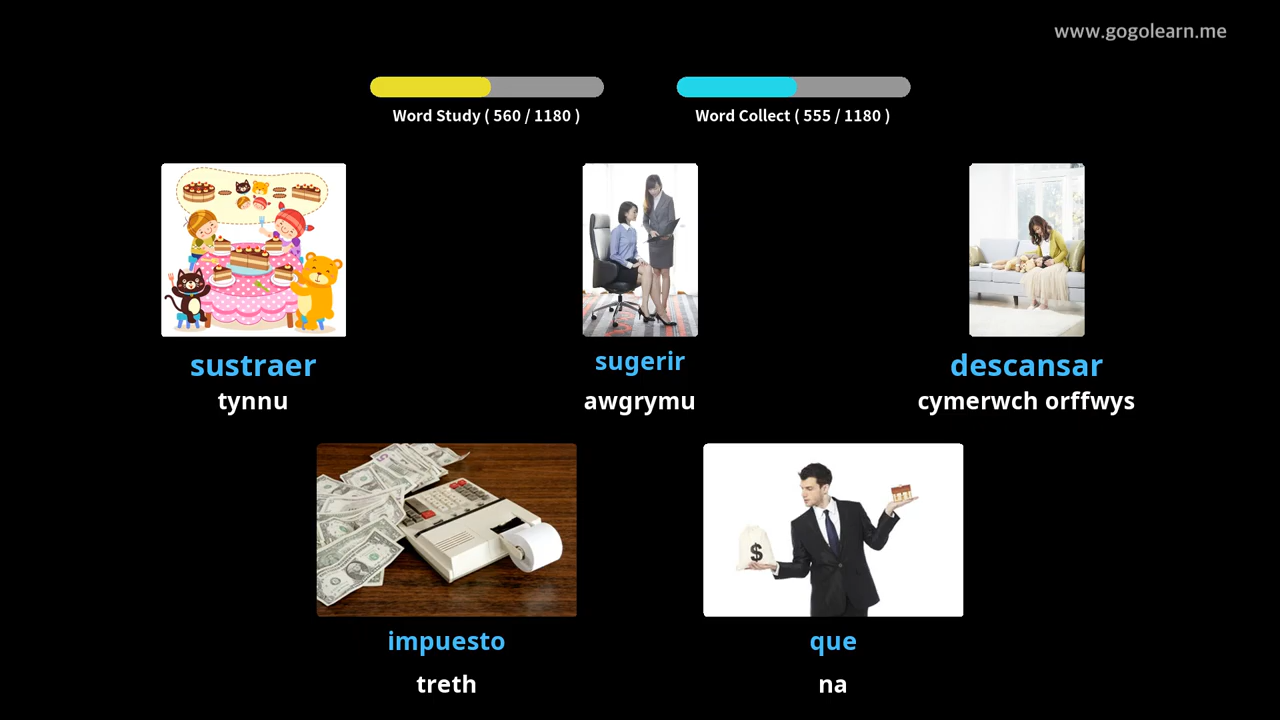 www.gogolearn.me
Word Study ( 560 / 1180 )
Word Collect ( 555 / 1180 )
sustraer
tynnu
sugerir
awgrymu
descansar
cymerwch orffwys
impuesto
treth
que
na
$